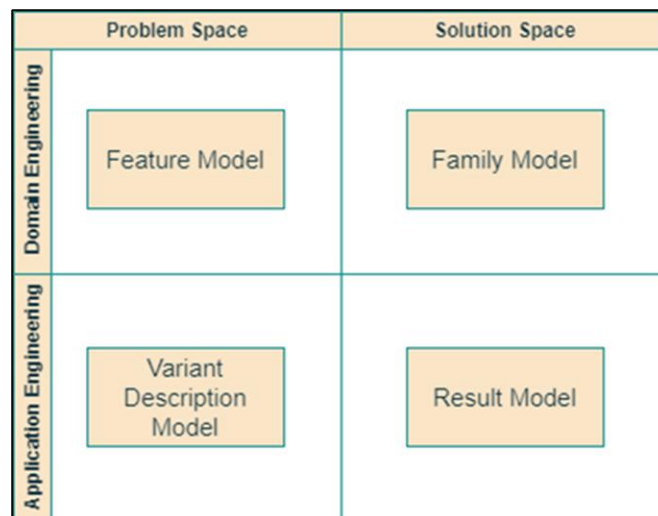 Problem Space
Solution Space
Domain Engineering
Feature Model
Family Model
Application Engineering
Variant
Description
Model
Result Model